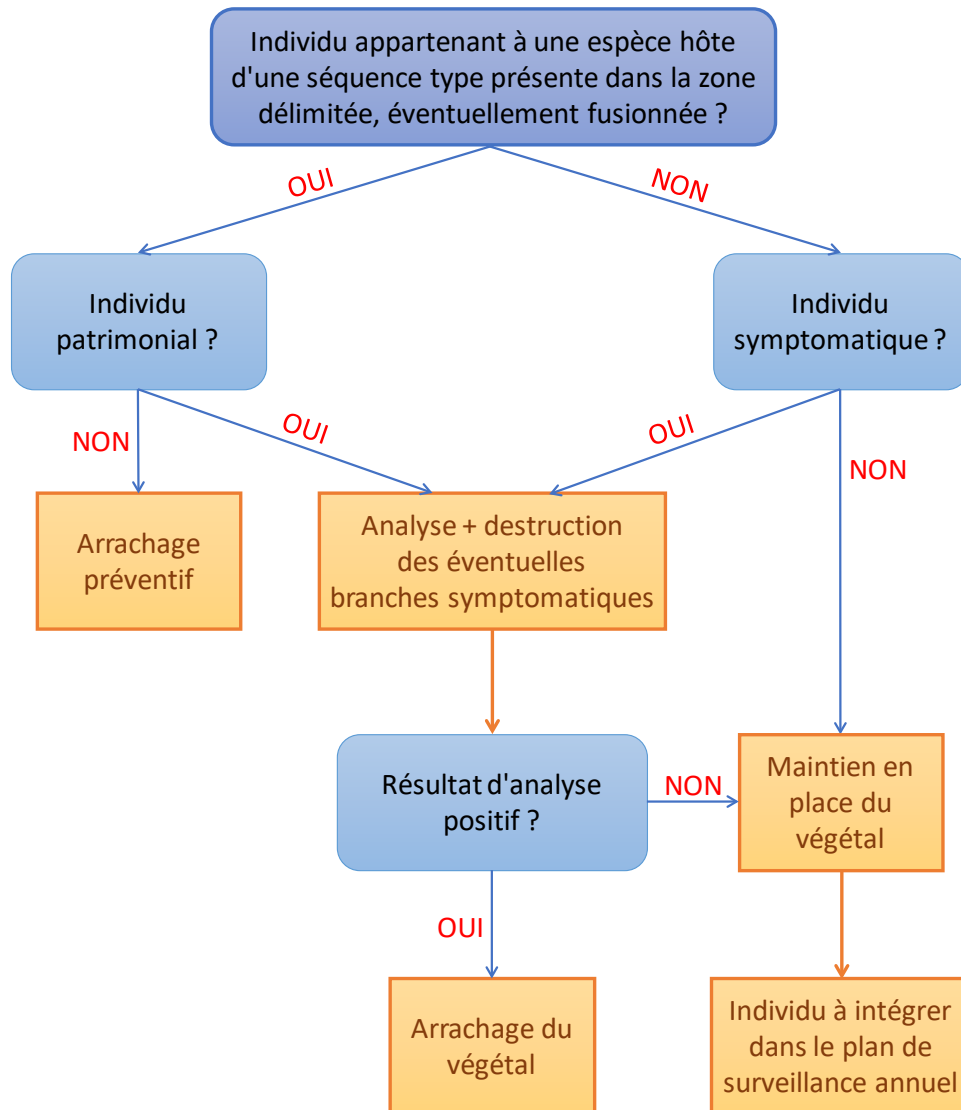 Individu appartenant à une espèce hôte
d'une séquence type présente dans la zone
délimitée, éventuellement fusionnée ?
OUI
NON
Individu
patrimonial ?
Individu
symptomatique ?
NON
OUI
OUI
NON
Arrachage
préventif
Analyse + destruction
des éventuelles
branches symptomatiques
Résultat d'analyse
positif ?
NON
Maintien en
place du
végétal
OUI
Arrachage du
végétal
Individu à intégrer
dans le plan de
surveillance annuel